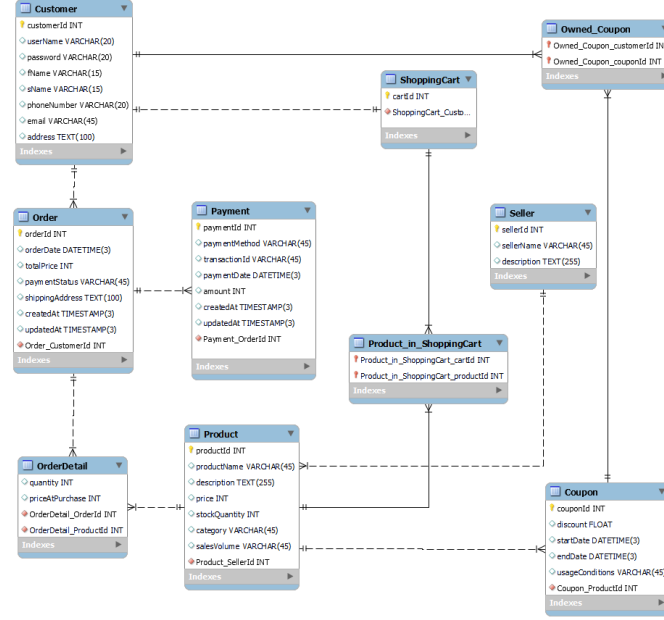 Customer
customerId INT
userName VARCHAR(20)
password VARCHAR(20)
fName VARCHAR(15)
sName VARCHAR(15)
phoneNumber VARCHAR(20)
email VARCHAR(45)
address TEXT(100)
Indexes
Owned_Coupon
Owned_Coupon_customerId IN
Owned_Coupon_couponId INT
Indexes
ShoppingCart
cartId INT
ShoppingCart_Custo...
Indexes
Order
orderId INT
orderDate DATETIME(3)
totalPrice INT
paymentStatus VARCHAR(45)
shippingAddress TEXT(100)
createdAt TIMESTAMP(3)
updatedAt TIMESTAMP(3)
Order_CustomerId INT
Indexes
Payment
paymentId INT
paymentMethod VARCHAR(45)
transactionId VARCHAR(45)
paymentDate DATETIME(3)
amount INT
createdAt TIMESTAMP(3)
updatedAt TIMESTAMP(3)
Payment_OrderId INT
Indexes
Seller
sellerId INT
sellerName VARCHAR(45)
description TEXT(255)
Indexes
Product_in_ShoppingCart
Product_in_ShoppingCart_cartId INT
Product_in_ShoppingCart_productId INT
Indexes
OrderDetail
quantity INT
priceAtPurchase INT
OrderDetail_OrderId INT
OrderDetail_ProductId INT
Indexes
Product
productId INT
productName VARCHAR(45)
description TEXT(255)
price INT
stockQuantity INT
category VARCHAR(45)
salesVolume VARCHAR(45)
Product_SellerId INT
Indexes
Coupon
couponId INT
discount FLOAT
startDate DATETIME(3)
endDate DATETIME(3)
usageConditions VARCHAR(45)
Coupon_ProductId INT
Indexes